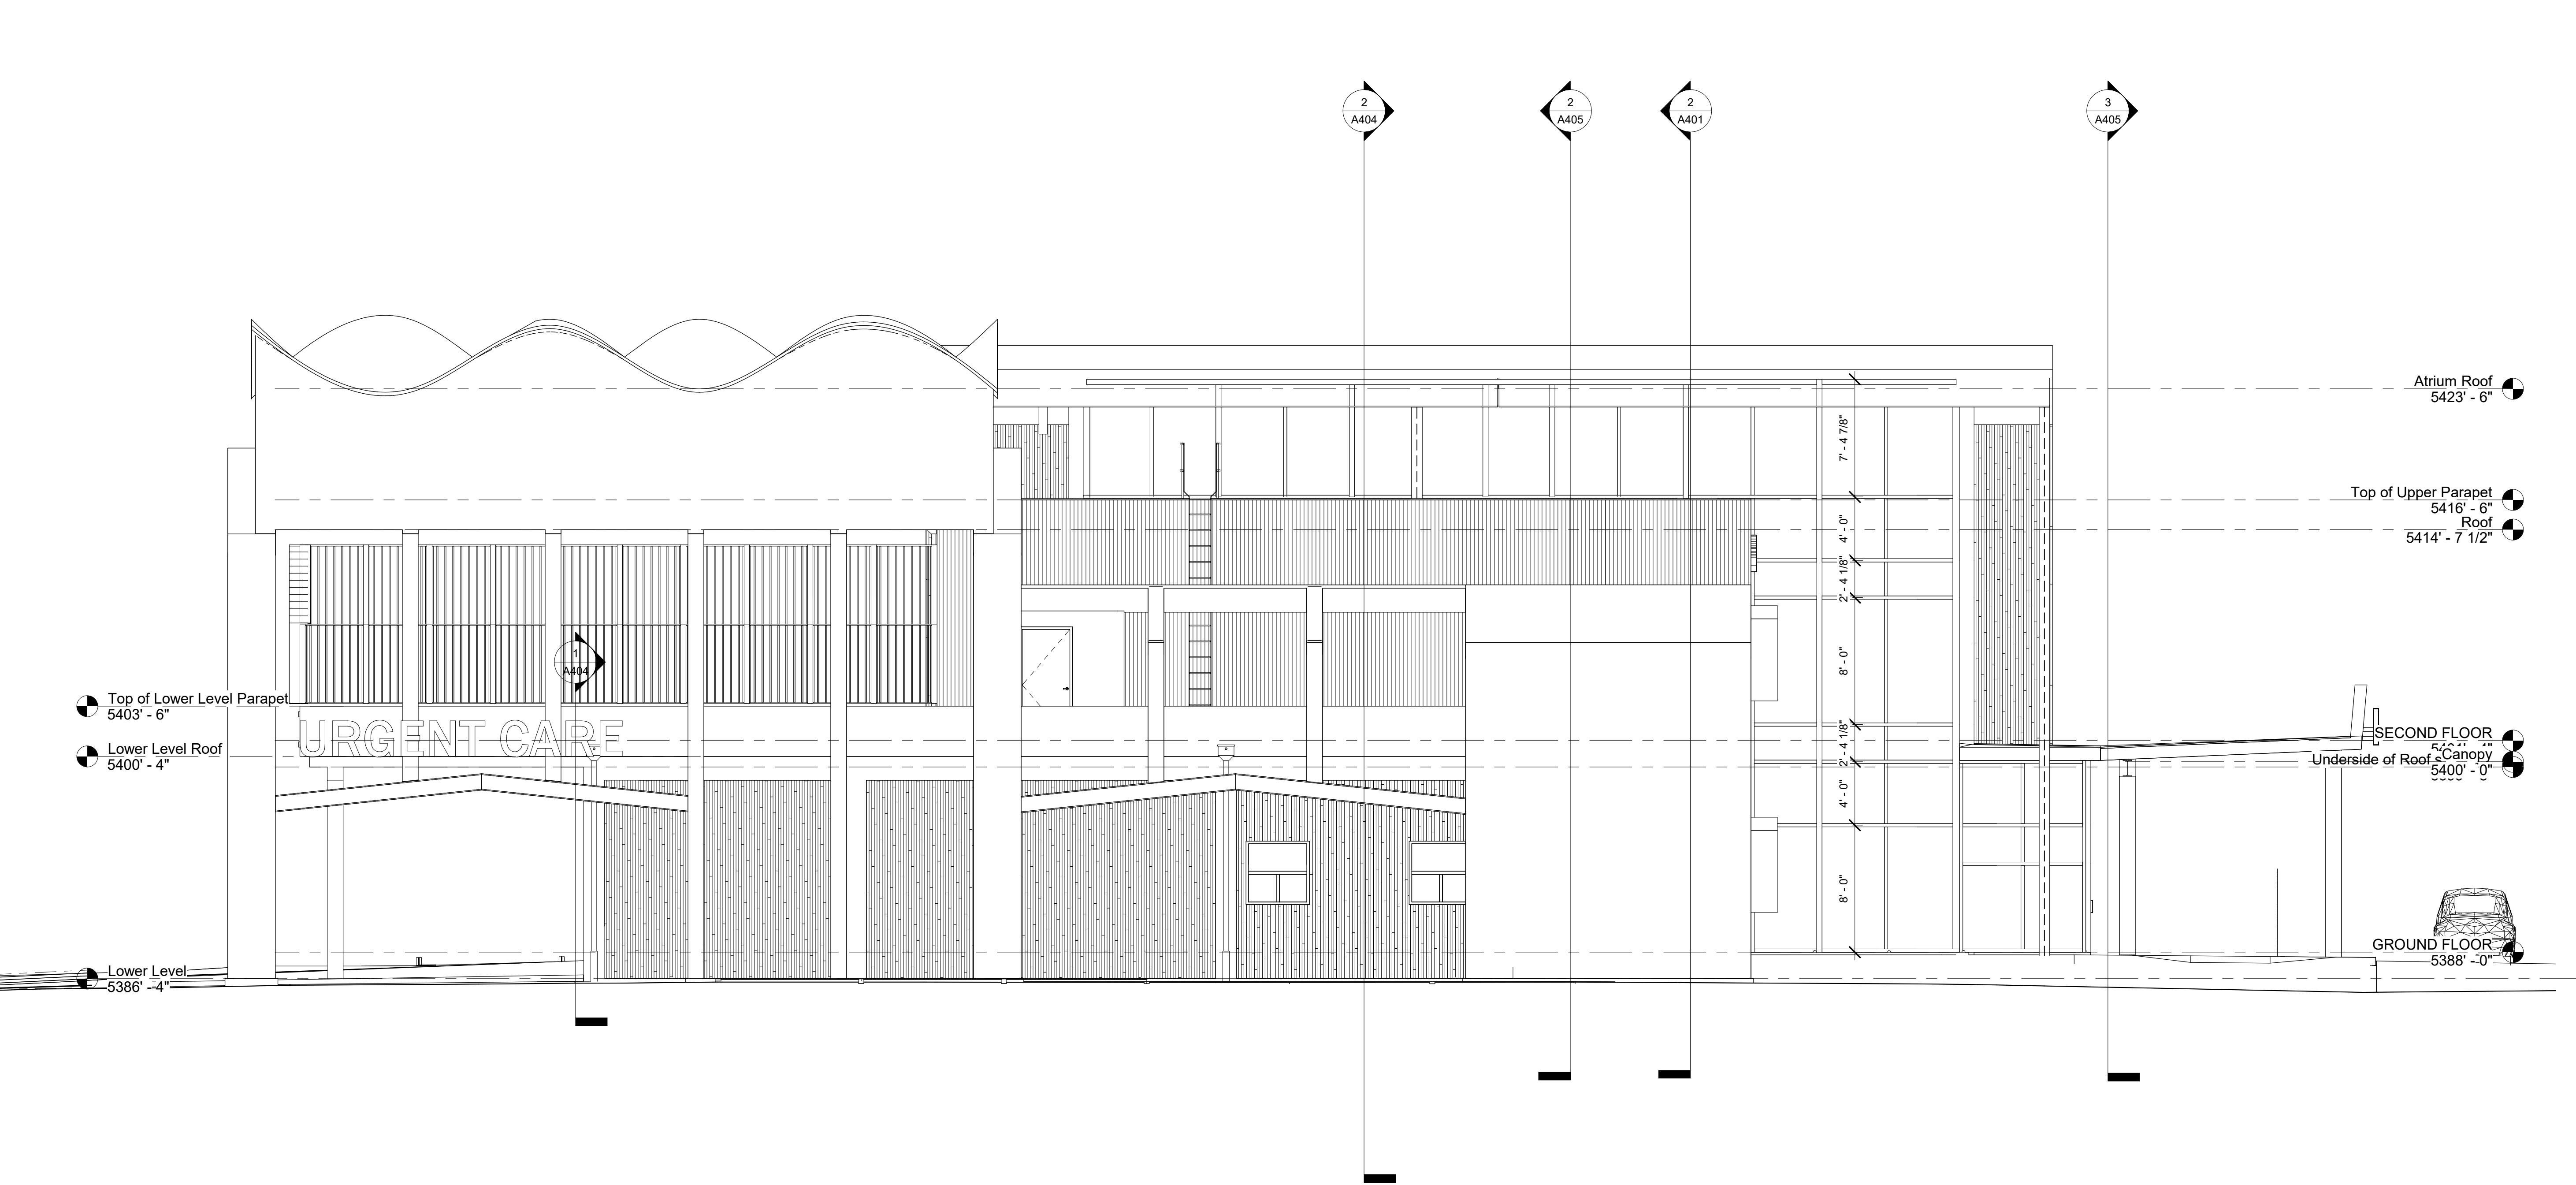 2
A404
2
A405
2
A401
3
A405
Atrium Roof
5423' - 6"
7' - 4 7/8"
Top of Upper Parapet
5416' - 6"
Roof
5414' - 7 1/2"
4' - 0"
2' - 4 1/8"
8' - 0"
1
A404
Top of Lower Level Parapet
5403' - 6"
URGENT CARE
Lower Level Roof
5400' - 4"
2' - 4 1/8"
SECOND FLOOR
Canopy
Underside of Roof
5400' - 0"
4' - 0"
8' - 0"
GROUND FLOOR
5388' - 0"
Lower Level
5386' - 4"